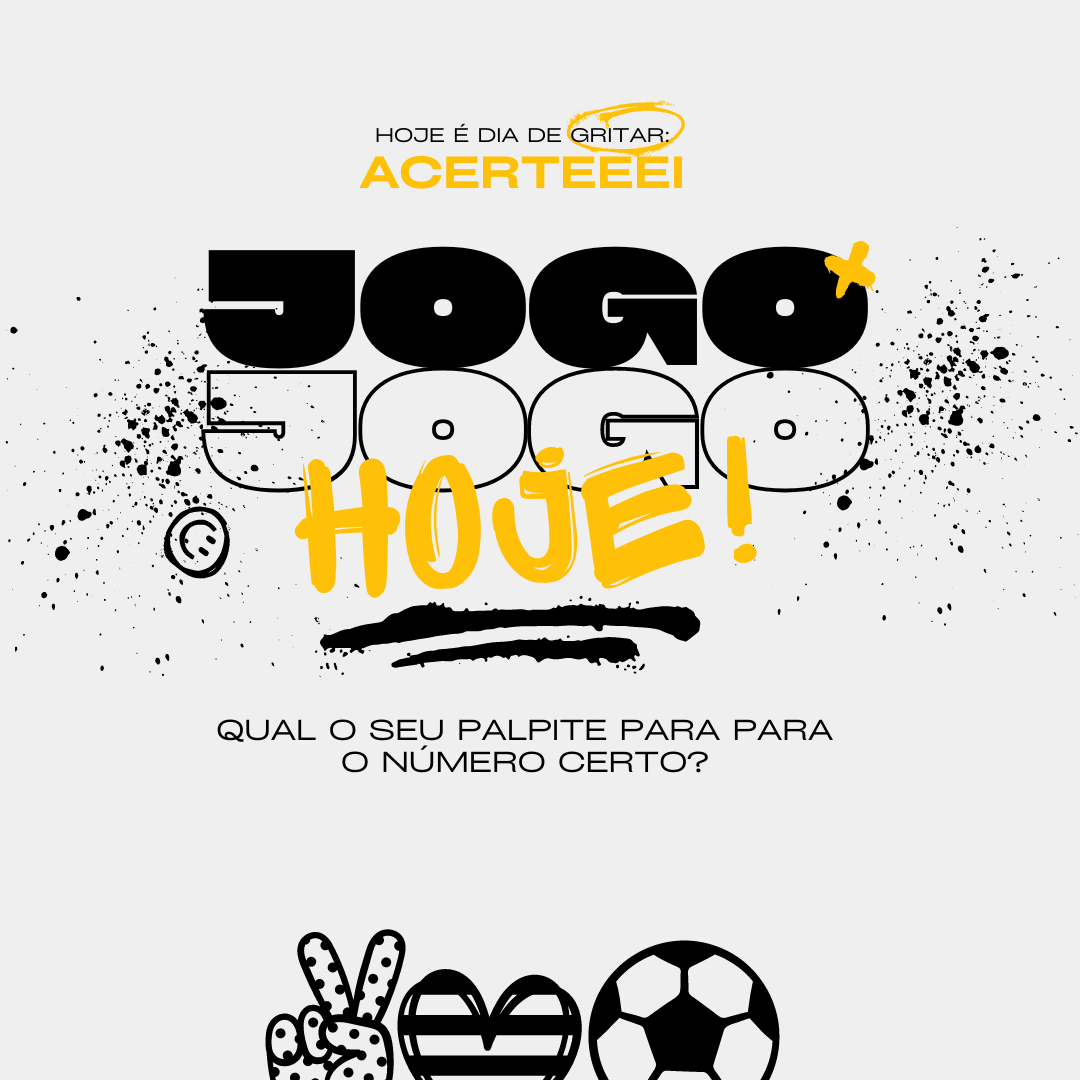 HOJE É DIA DE GRITAR:
ACERTEEEI
JOGO
JOGO
HOJE!
QUAL O SEU PALPITE PARA PARA
O NÚMERO CERTO?